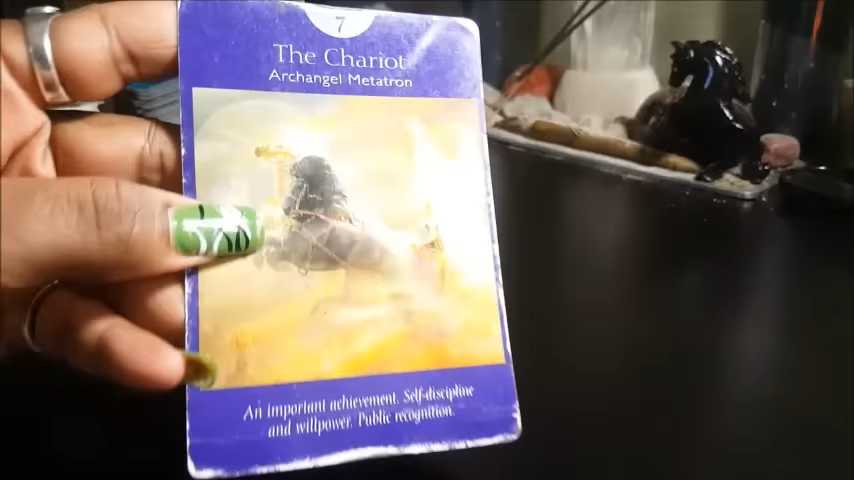 7
The Chariot
Archangel Metatron
An important achievement. Self-discipline
and willpower. Public recognition.